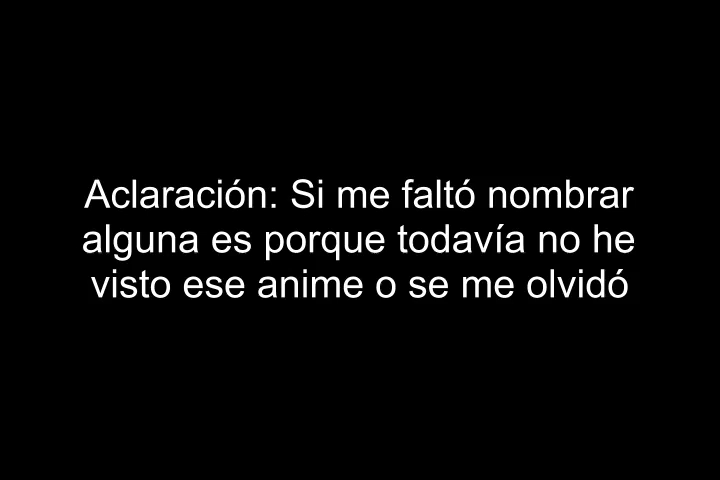 Aclaración: Si me faltó nombrar
alguna es porque todavía no he
visto ese anime o se me olvidó